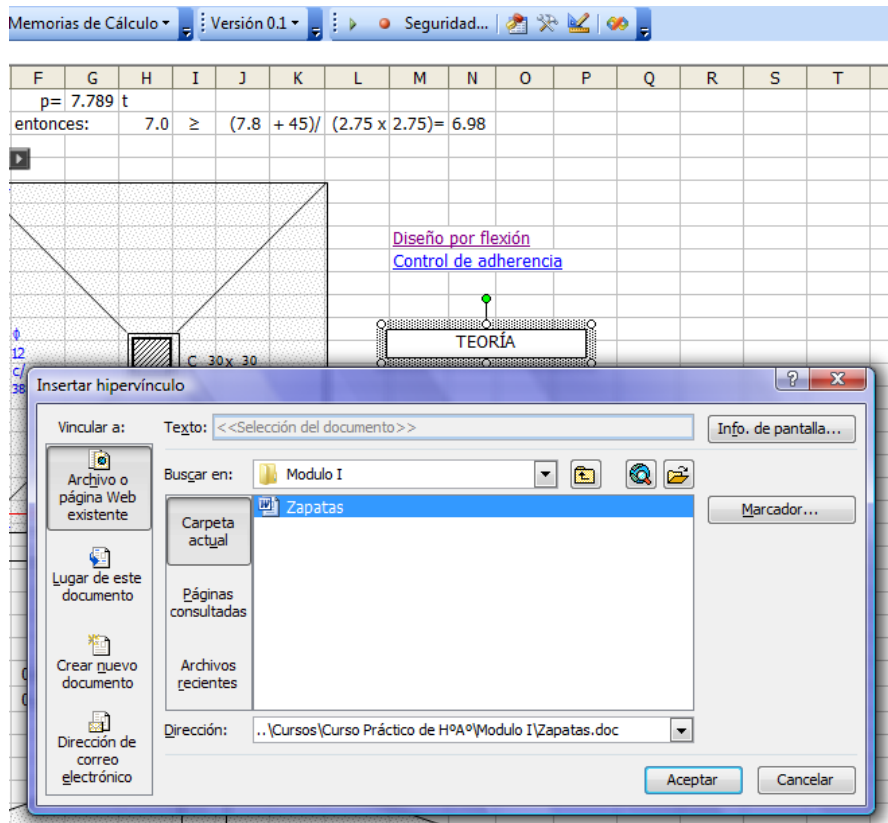 Memorias de Cálculo Versión 0.1 Seguridad...
F G H I J K L M N O P Q R S T
p= 7.789 t
entonces: 7.0 ≥ (7.8 + 45)/ (2.75 x 2.75)= 6.98
Diseño por flexión
Control de adherencia
TEORÍA
ϕ
12
c/
38
C 30x 30
Insertar hipervínculo
Vincular a:
Texto: <<Selección del documento>>
Info. de pantalla...
Archivo o
página Web
existente
Buscar en: Modulo I
Carpeta
actual
Zapatas
Marcador...
Lugar de este
documento
Páginas
consultadas
Crear nuevo
documento
Archivos
recientes
Dirección de
correo
electrónico
Dirección: ..\Cursos\Curso Práctico de HºAº\Modulo I\Zapatas.doc
Aceptar Cancelar